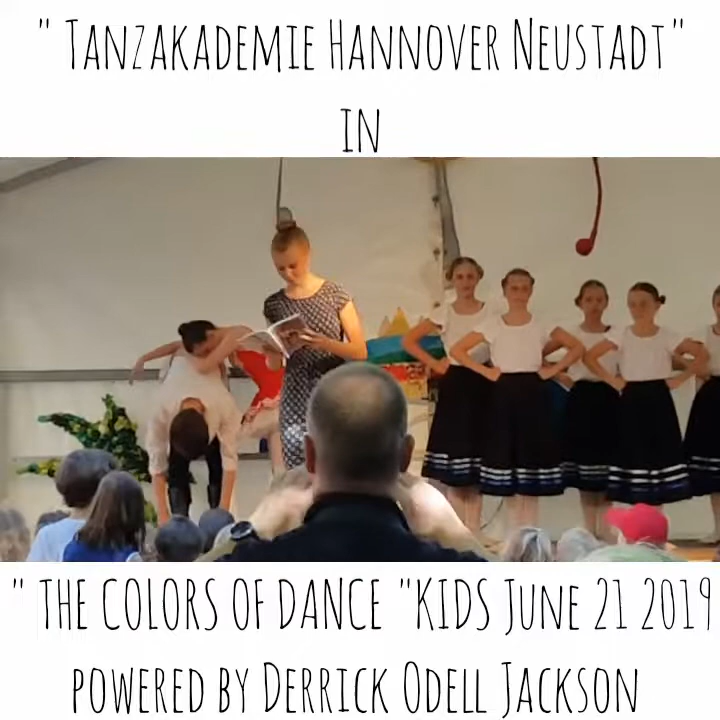 " TANZAKADEMIE HANNOVER NEUSTADT"
IN
" THE COLORS OF DANCE "KIDS JUNE 21 2019
POWERED BY DERRICK ODELL JACKSON